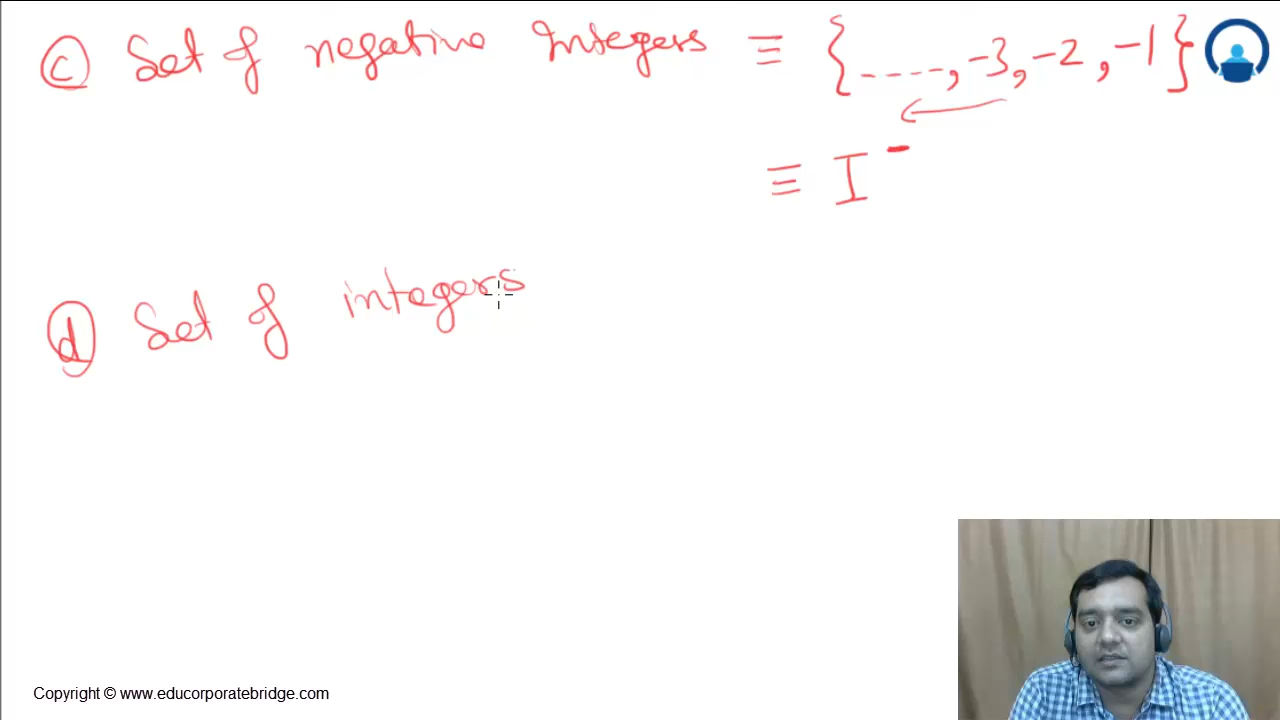 (c) Set of negative Integers ≡ {----, -3, -2, -1}
≡ I⁻
(d) Set of integers
Copyright © www.educorporatebridge.com